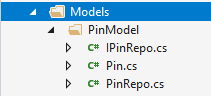 Models
PinModel
C# IPinRepo.cs
C# Pin.cs
C# PinRepo.cs